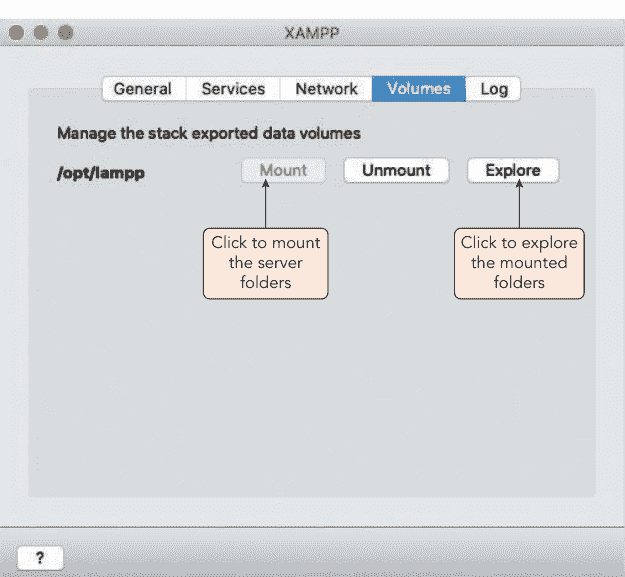 XAMPP
General Services Network Volumes Log
Manage the stack exported data volumes
/opt/lampp Mount Unmount Explore
Click to mount
the server
folders
Click to explore
the mounted
folders
?